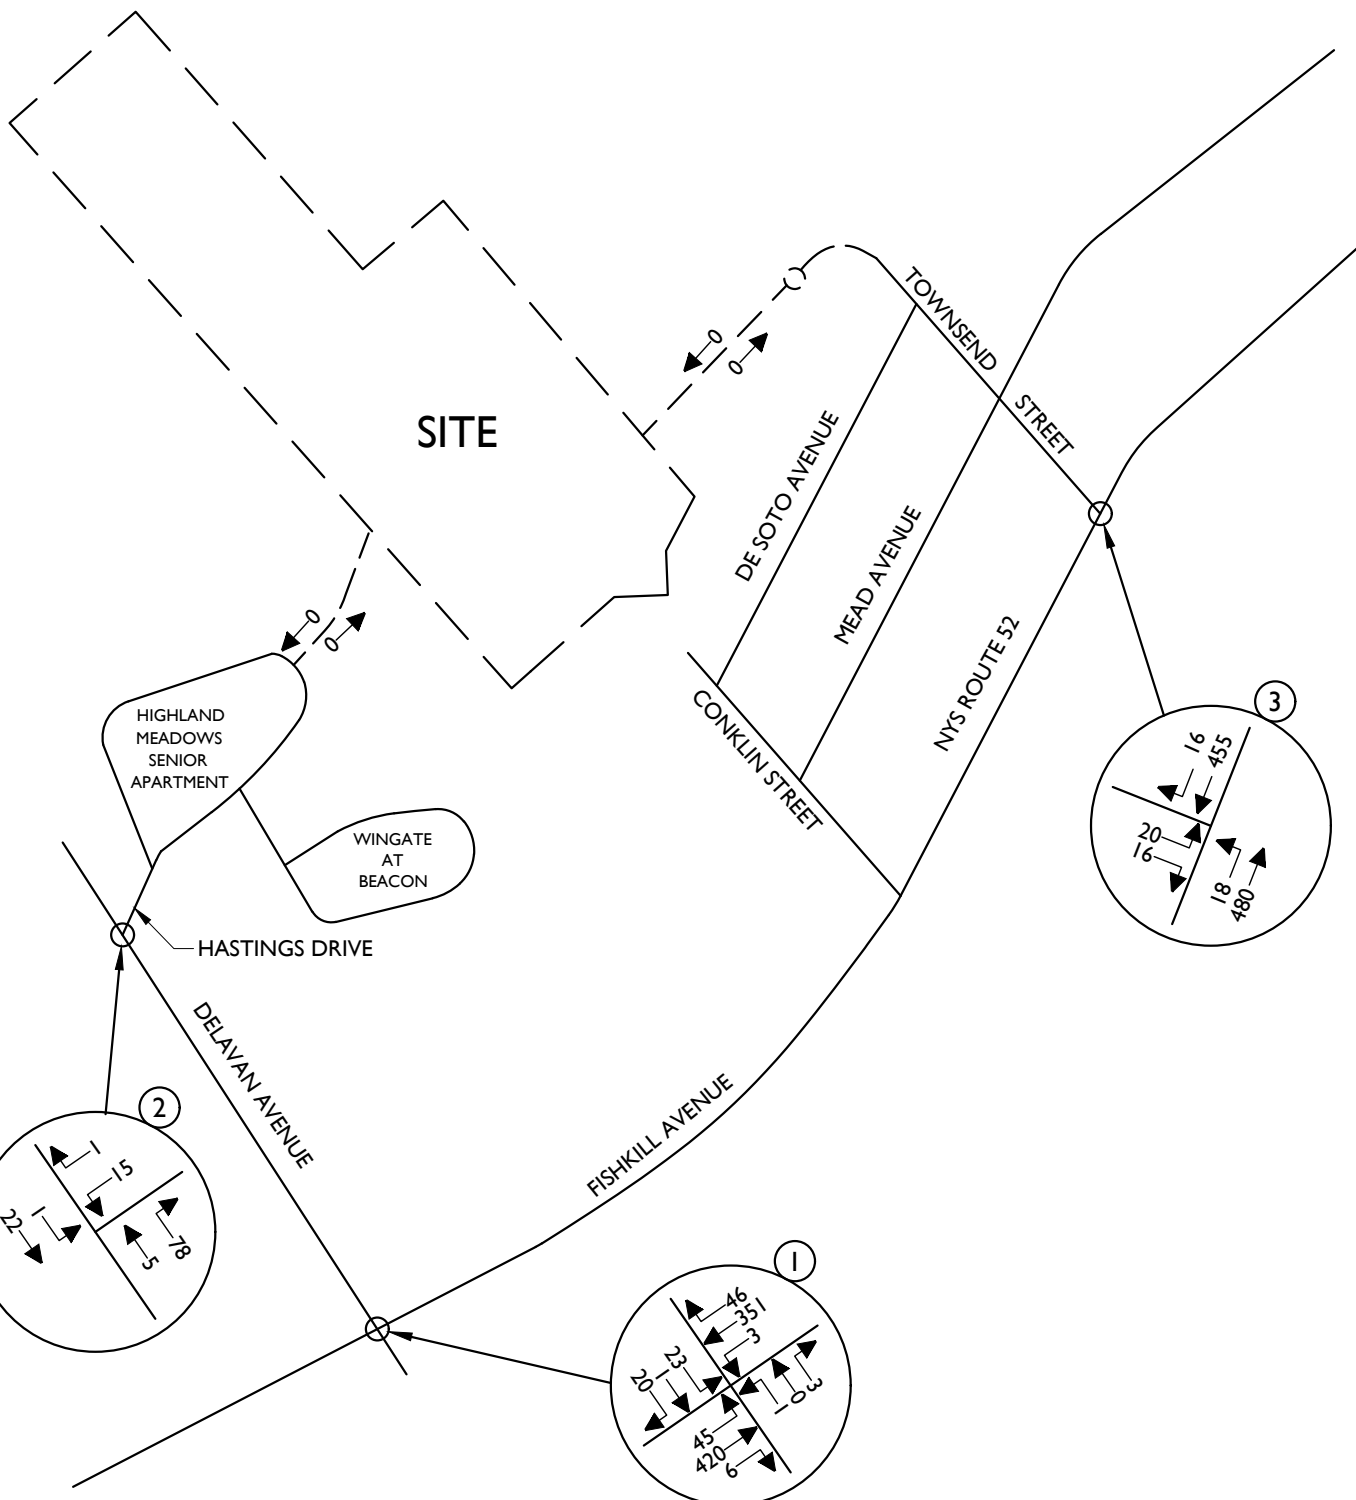 TOWNSEND
STREET
0
0
SITE
DE SOTO AVENUE
MEAD AVENUE
NYS ROUTE 52
0
0
CONKLIN STREET
HIGHLAND
MEADOWS
SENIOR
APARTMENT
WINGATE
AT
BEACON
HASTINGS DRIVE
3
16
455
20
16
18
480
DELAVAN AVENUE
FISHKILL AVENUE
2
1
15
22
1
5
78
1
46
351
3
23
1
20
45
420
6
1
0
3